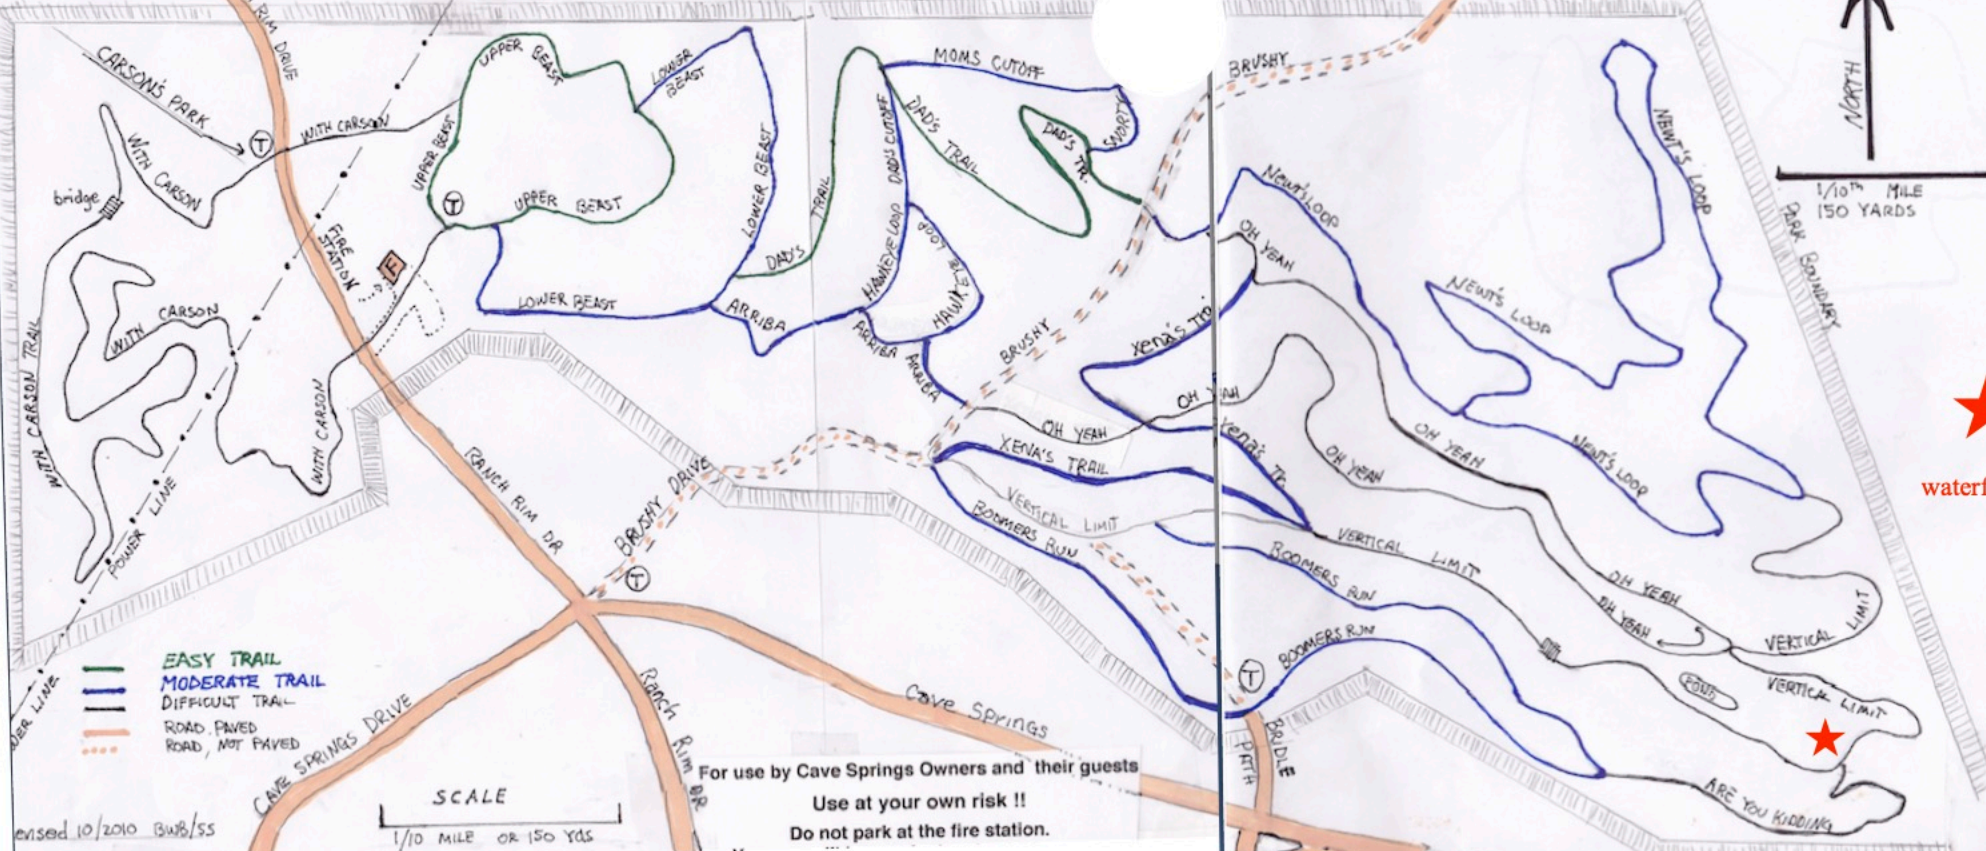 RIM DRIVE
CARSON'S PARK
T
WITH CARSON
WITH CARSON
bridge
WITH CARSON TRAIL
WITH CARSON TRAIL
WITH CARSON
WITH CARSON
POWER LINE
WER LINE
FIRE STATION
F
UPPER BEAST
UPPER BEAST
UPPER BEAST
T
LOWER BEAST
LOWER BEAST
LOWER BEAST
DAD'S TRAIL
ARRIBA
ARRIBA
ARRIBA
MOMS CUTOFF
DAD'S CUTOFF
DAD'S TRAIL
DAD'S TR.
SNORTY
HAWKEYE LOOP
HAWKEYE LOOP
BRUSHY
BRUSHY
BRUSHY DRIVE
T
RANCH RIM DR
Ranch Rim DR
CAVE SPRINGS DRIVE
Cave Springs
XENA'S TRAIL
Xena's Tr.
Xena's Tr.
OH YEAH
OH YEAH
OH YEAH
OH YEAH
OH YEAH
OH YEAH
OH YEAH
VERTICAL LIMIT
VERTICAL LIMIT
VERTICAL LIMIT
VERTICAL LIMIT
BOOMERS RUN
BOOMERS RUN
BOOMERS RUN
T
BRIDLE PATH
Newt's LOOP
NEWT'S LOOP
NEWT'S LOOP
NEWT'S LOOP
POND
ARE YOU KIDDING
PARK BOUNDARY
NORTH
1/10th MILE
150 YARDS
waterf
EASY TRAIL
MODERATE TRAIL
DIFFICULT TRAIL
ROAD, PAVED
ROAD, NOT PAVED
SCALE
1/10 MILE OR 150 YDS
ensed 10/2010 BWB/SS
For use by Cave Springs Owners and their guests
Use at your own risk !!
Do not park at the fire station.